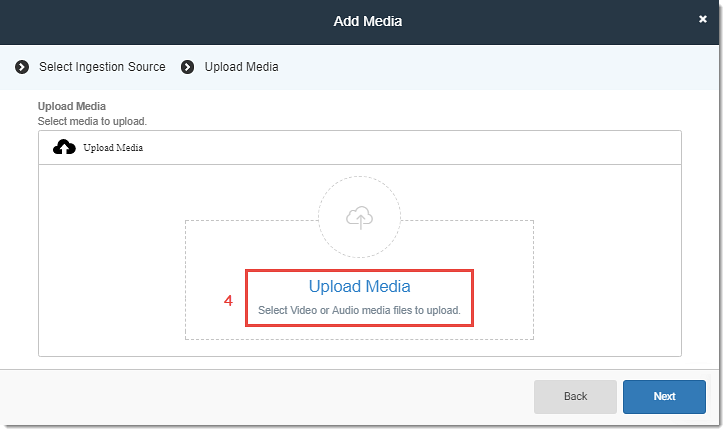 Add Media
Select Ingestion Source Upload Media
Upload Media
Select media to upload.
Upload Media
Upload Media
4
Select Video or Audio media files to upload.
Back Next